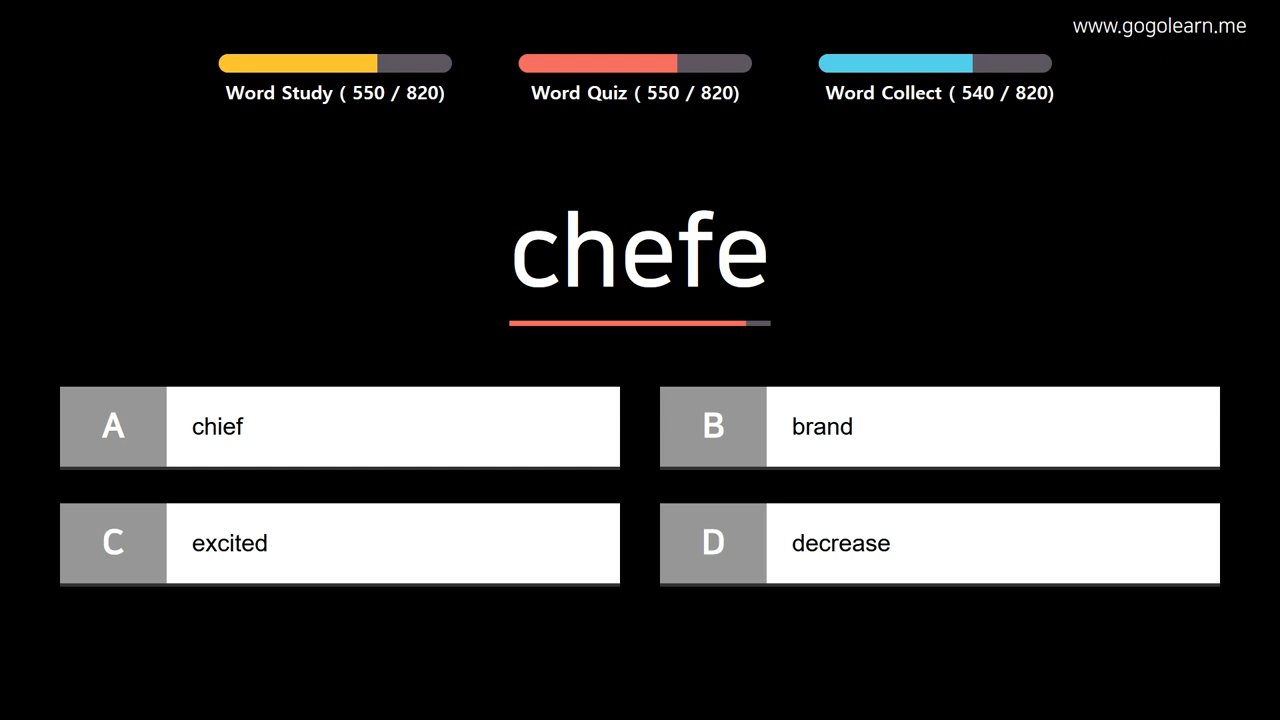 www.gogolearn.me
Word Study ( 550 / 820)
Word Quiz ( 550 / 820)
Word Collect ( 540 / 820)
chefe
A chief
B brand
C excited
D decrease